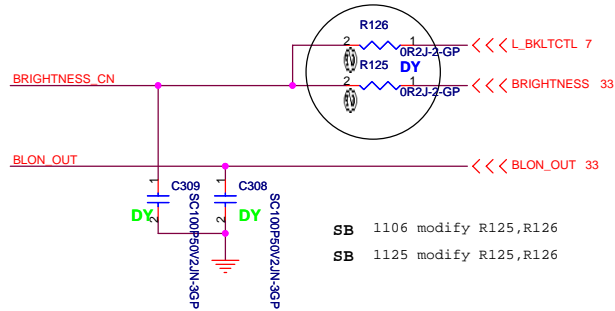 R126
2 1 L_BKLTCTL 7
0R2J-2-GP
R125 DY
BRIGHTNESS_CN 2 1 BRIGHTNESS 33
0R2J-2-GP
BLON_OUT BLON_OUT 33
1 C309 1 C308
DY DY
2 2
SC100P50V2JN-3GP SC100P50V2JN-3GP
SB 1106 modify R125,R126
SB 1125 modify R125,R126